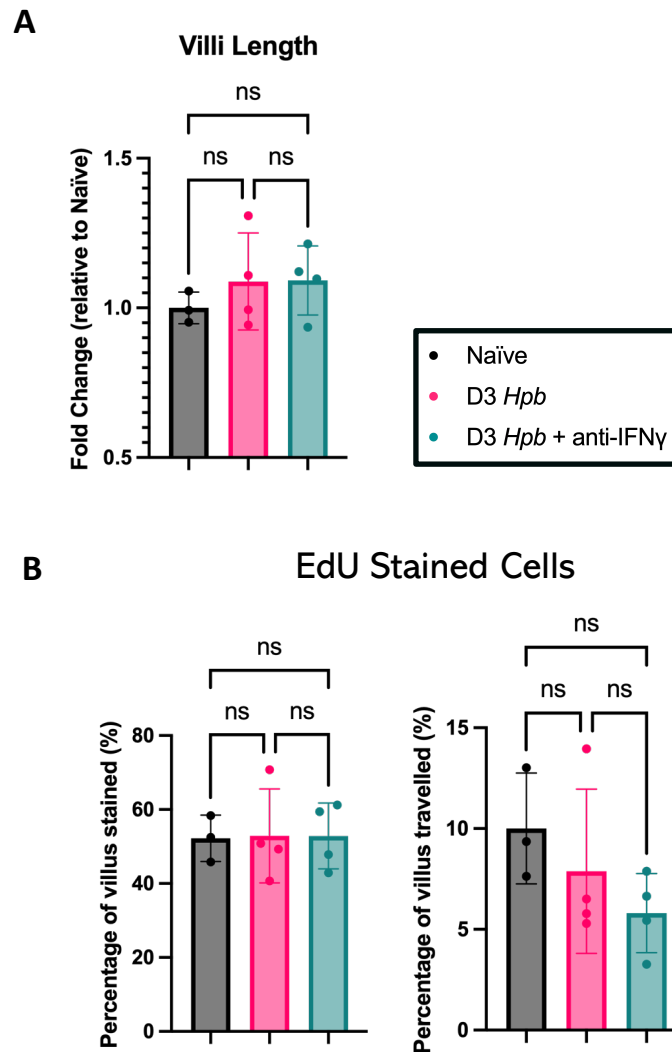 A
Villi Length
ns
ns
ns
Fold Change (relative to Naïve)
1.5
1.0
0.5
Naïve
D3 Hpb
D3 Hpb + anti-IFNγ
B
EdU Stained Cells
ns
ns
ns
Percentage of villus stained (%)
80
60
40
20
0
ns
ns
ns
Percentage of villus travelled (%)
15
10
5
0